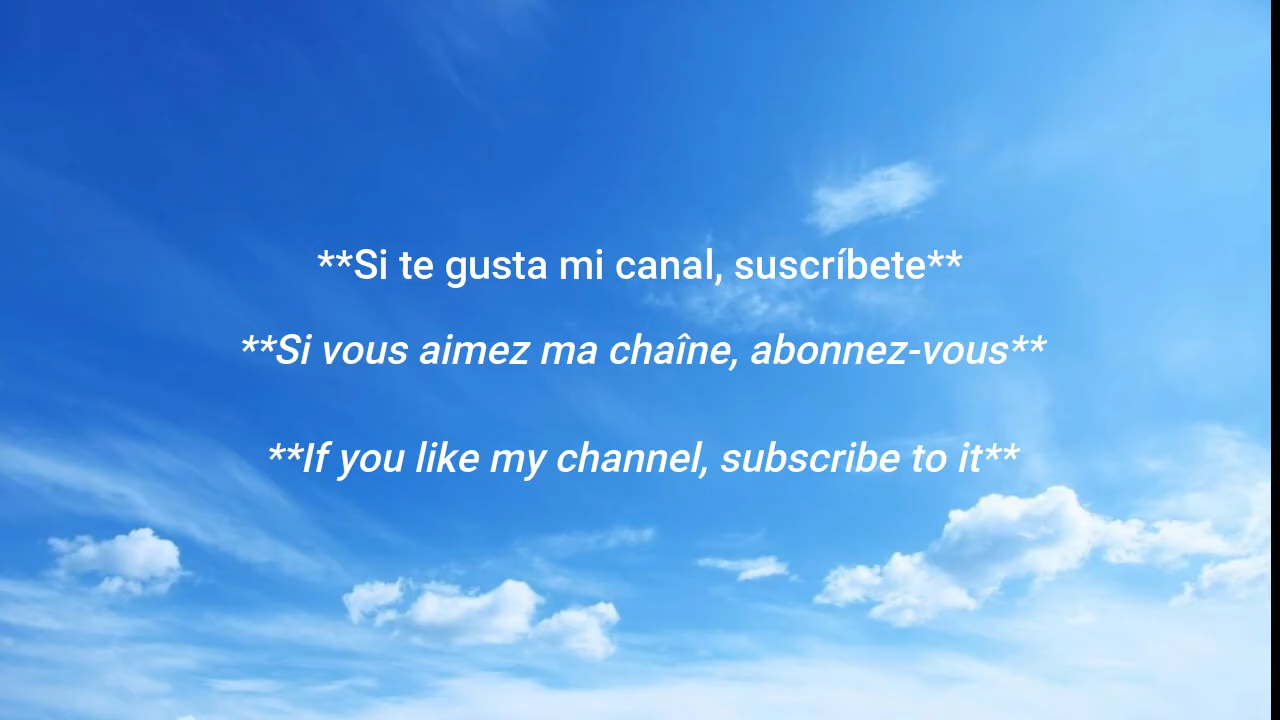 **Si te gusta mi canal, suscríbete**
**Si vous aimez ma chaîne, abonnez-vous**
**If you like my channel, subscribe to it**